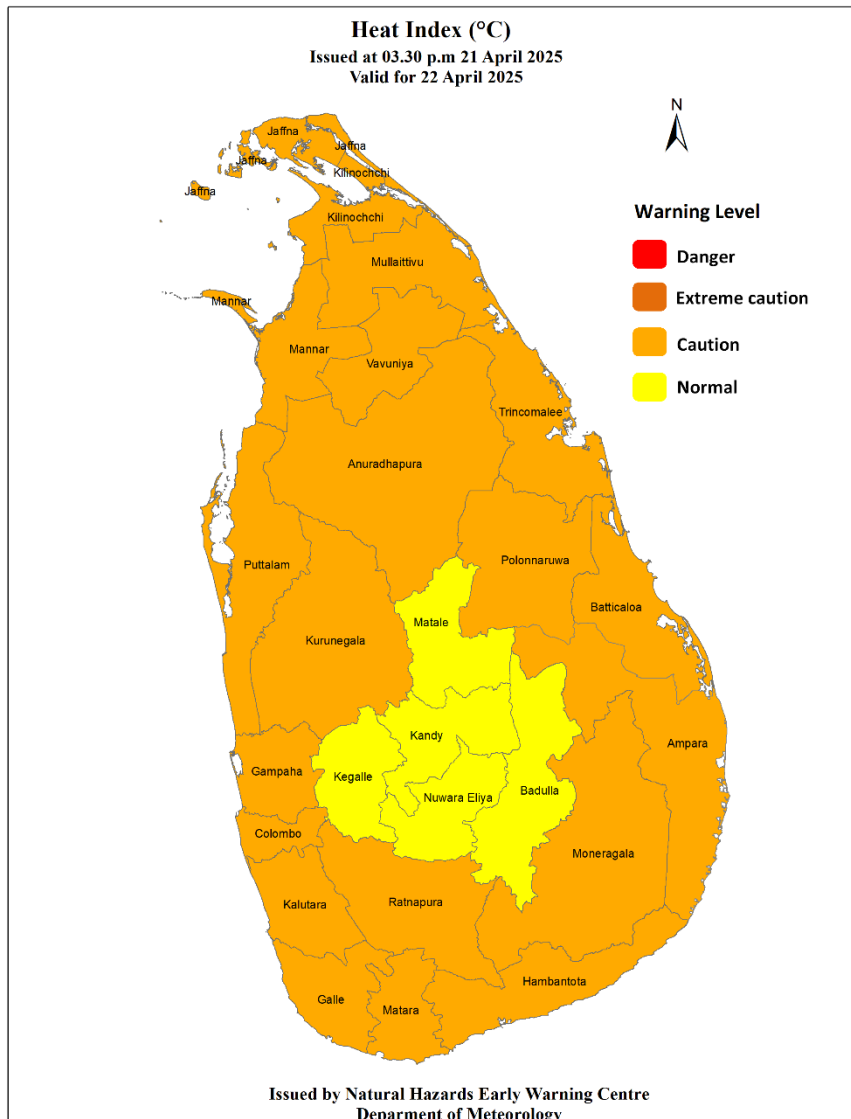 Heat Index (°C)
Issued at 03.30 p.m 21 April 2025
Valid for 22 April 2025
N
Jaffna
Jaffna
Jaffna
Kilinochchi
Jaffna
Kilinochchi
Mullaittivu
Mannar
Mannar
Vavuniya
Trincomalee
Anuradhapura
Polonnaruwa
Puttalam
Batticaloa
Matale
Kurunegala
Kandy
Ampara
Gampaha
Kegalle
Nuwara Eliya
Badulla
Colombo
Moneragala
Kalutara
Ratnapura
Hambantota
Galle
Matara
Warning Level
Danger
Extreme caution
Caution
Normal
Issued by Natural Hazards Early Warning Centre
Deparment of Meteorology